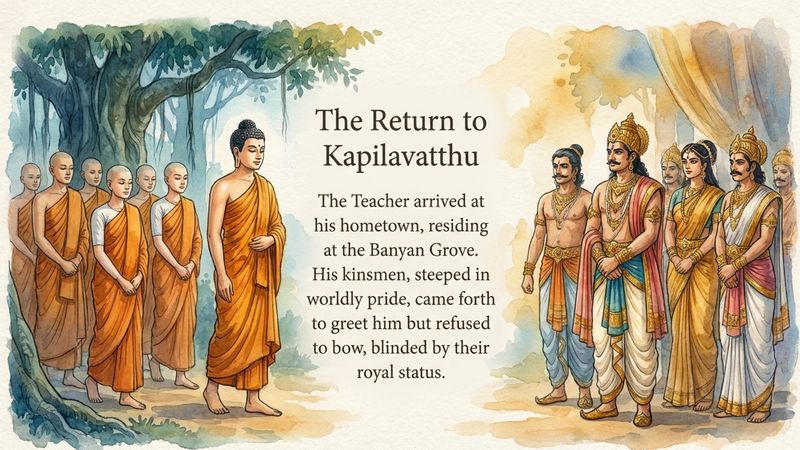 The Return to
Kapilavatthu
The Teacher arrived at
his hometown, residing
at the Banyan Grove.
His kinsmen, steeped in
worldly pride, came forth
to greet him but refused
to bow, blinded by their
royal status.